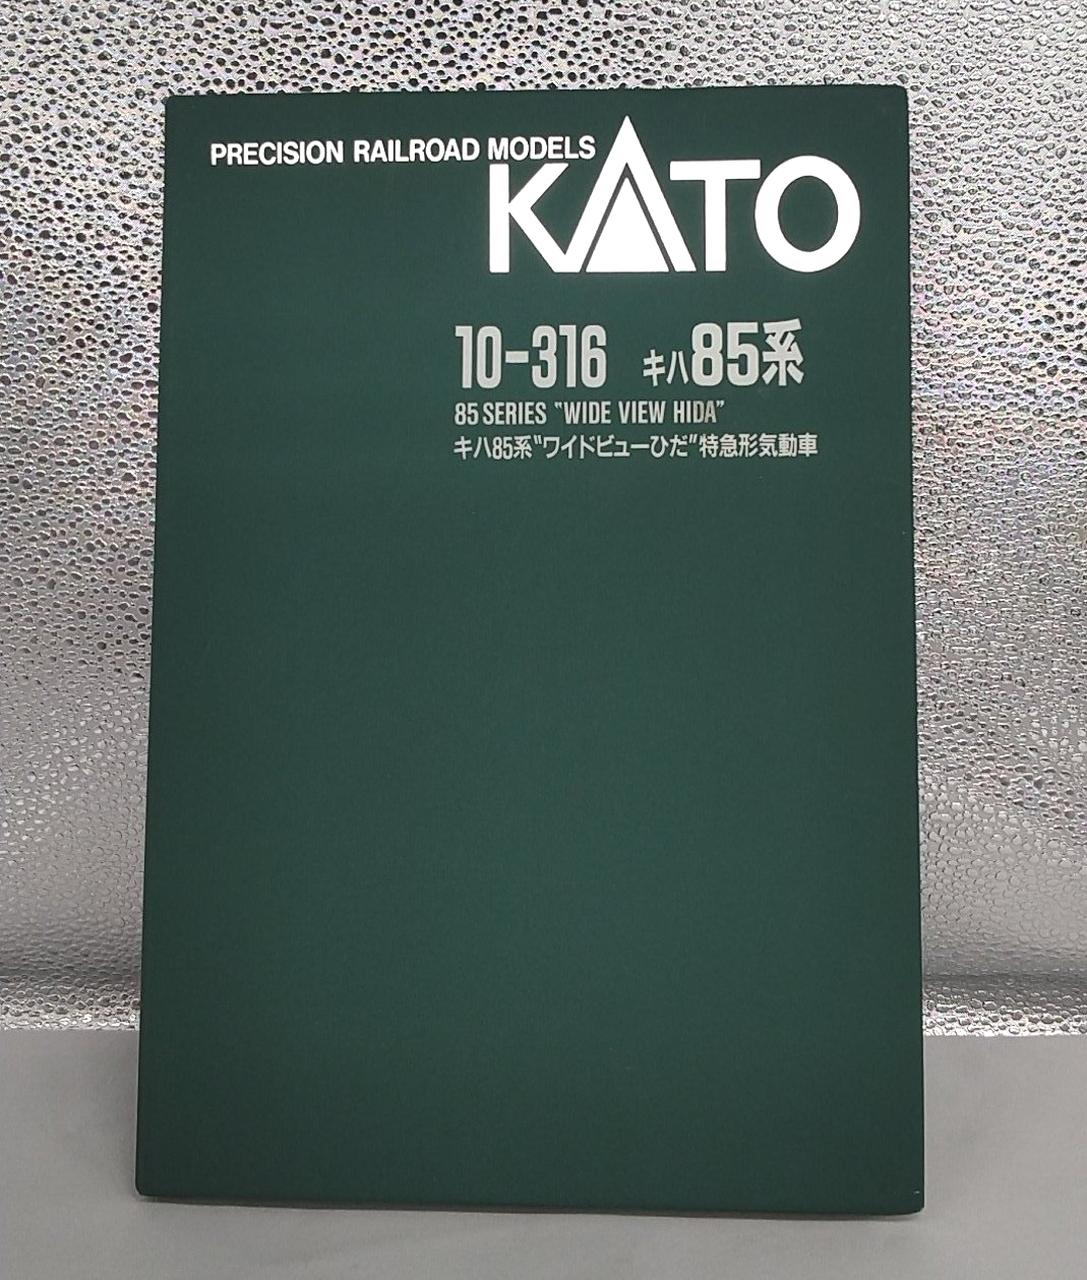 PRECISION RAILROAD MODELS
KATO
10-316 キハ85系
85 SERIES "WIDE VIEW HIDA"
キハ85系"ワイドビューひだ"特急形気動車